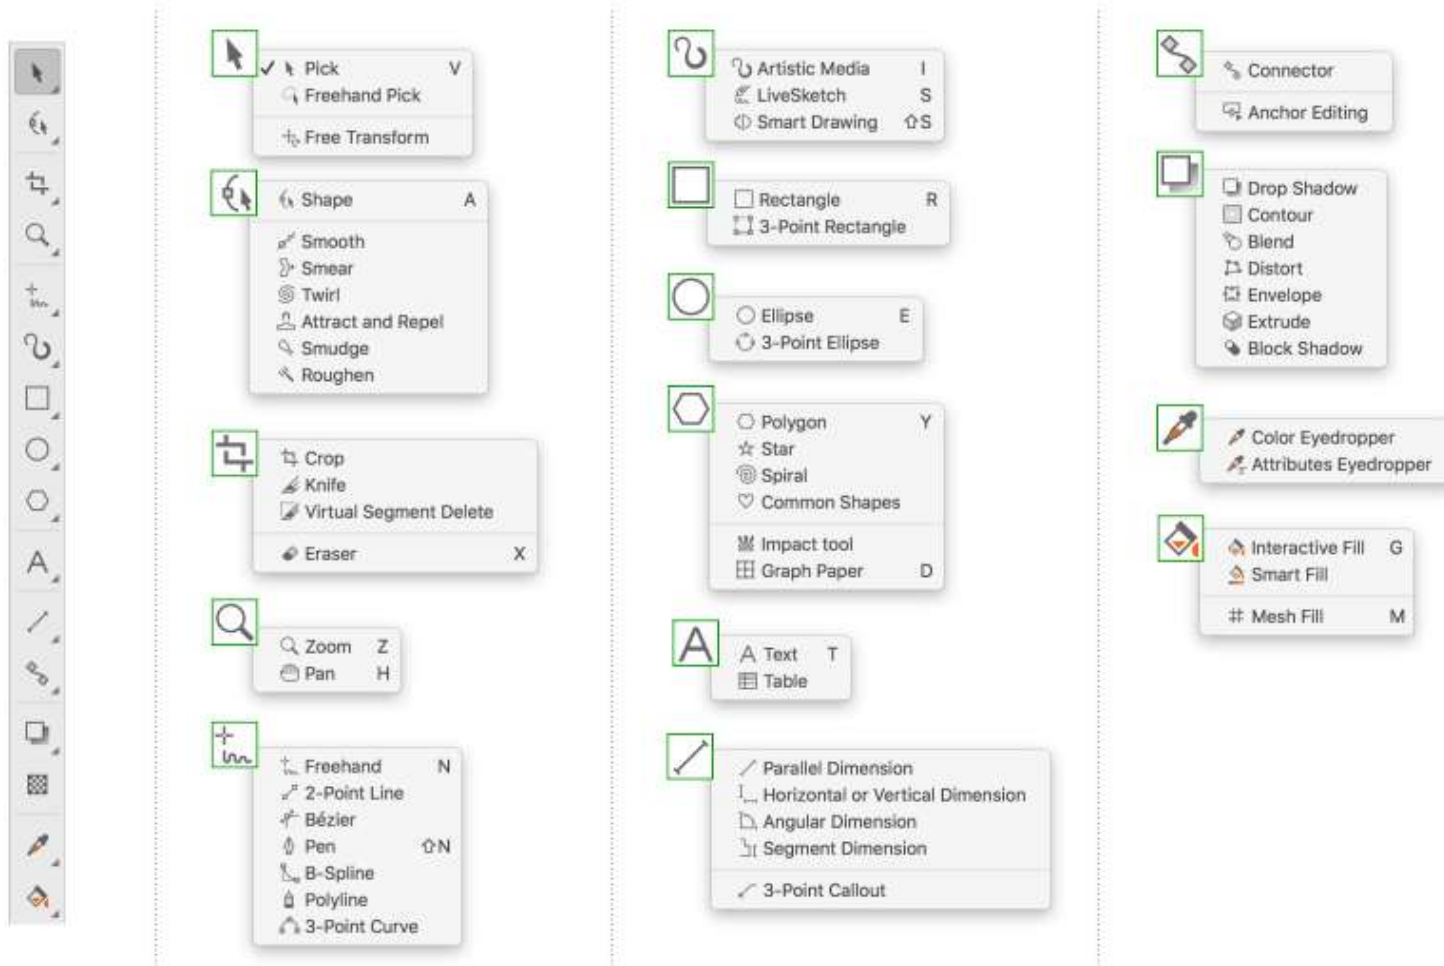 Pick V
Freehand Pick
Free Transform
Shape A
Smooth
Smear
Twirl
Attract and Repel
Smudge
Roughen
Crop
Knife
Virtual Segment Delete
Eraser X
Zoom Z
Pan H
Freehand N
2-Point Line
Bézier
Pen ⇧N
B-Spline
Polyline
3-Point Curve
Artistic Media I
LiveSketch S
Smart Drawing ⇧S
Rectangle R
3-Point Rectangle
Ellipse E
3-Point Ellipse
Polygon Y
Star
Spiral
Common Shapes
Impact tool
Graph Paper D
Text T
Table
Parallel Dimension
Horizontal or Vertical Dimension
Angular Dimension
Segment Dimension
3-Point Callout
Connector
Anchor Editing
Drop Shadow
Contour
Blend
Distort
Envelope
Extrude
Block Shadow
Color Eyedropper
Attributes Eyedropper
Interactive Fill G
Smart Fill
Mesh Fill M